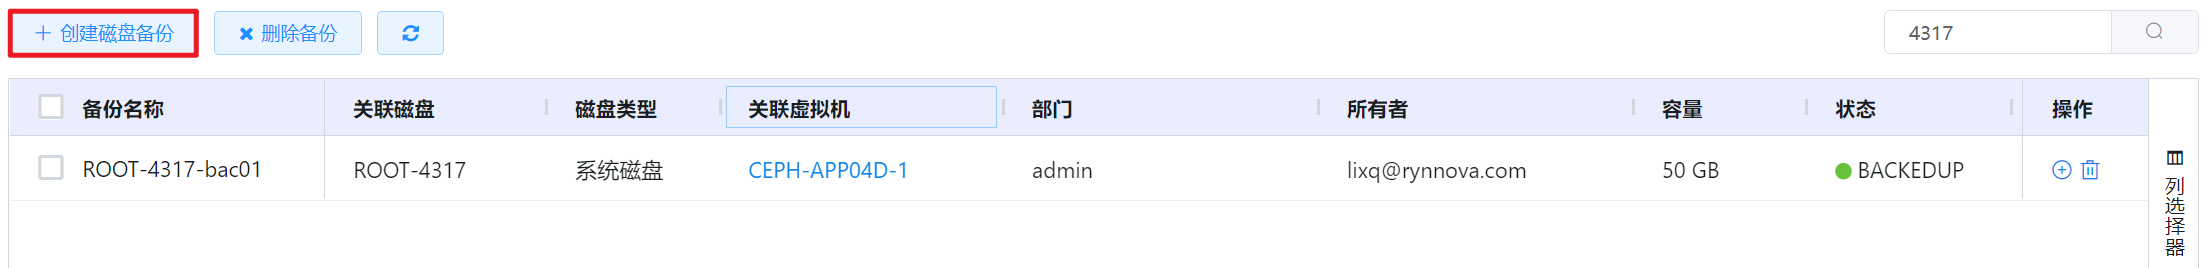 创建磁盘备份 删除备份 4317
备份名称 关联磁盘 磁盘类型 关联虚拟机 部门 所有者 容量 状态 操作
ROOT-4317-bac01 ROOT-4317 系统磁盘 CEPH-APP04D-1 admin lixq@rynnova.com 50 GB BACKEDUP
列选择器